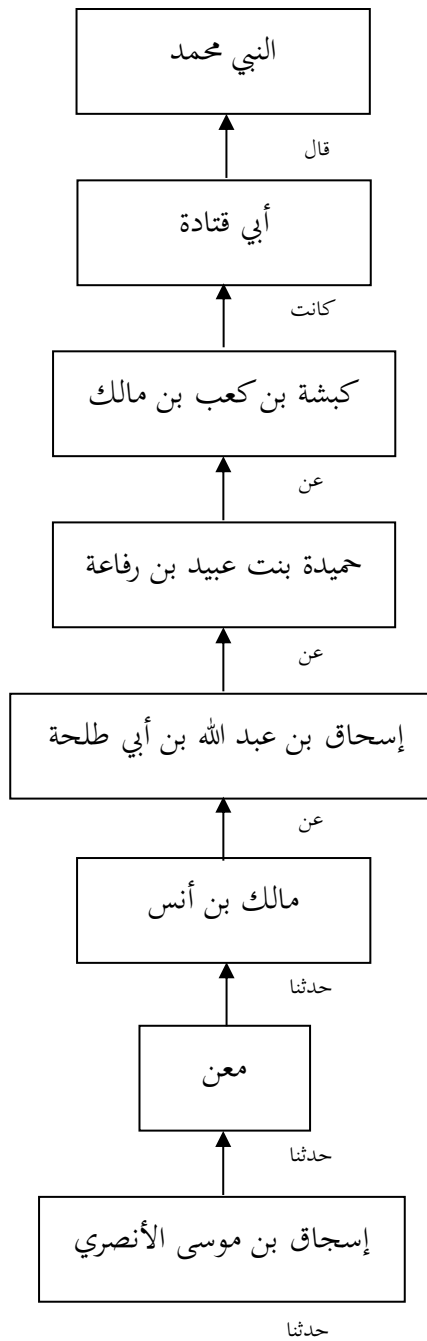 النبي محمد
قال
أبي قتادة
كانت
كبشة بن كعب بن مالك
عن
حميدة بنت عبيد بن رفاعة
عن
إسحاق بن عبد الله بن أبي طلحة
عن
مالك بن أنس
حدثنا
معن
حدثنا
إسجاق بن موسى الأنصري
حدثنا